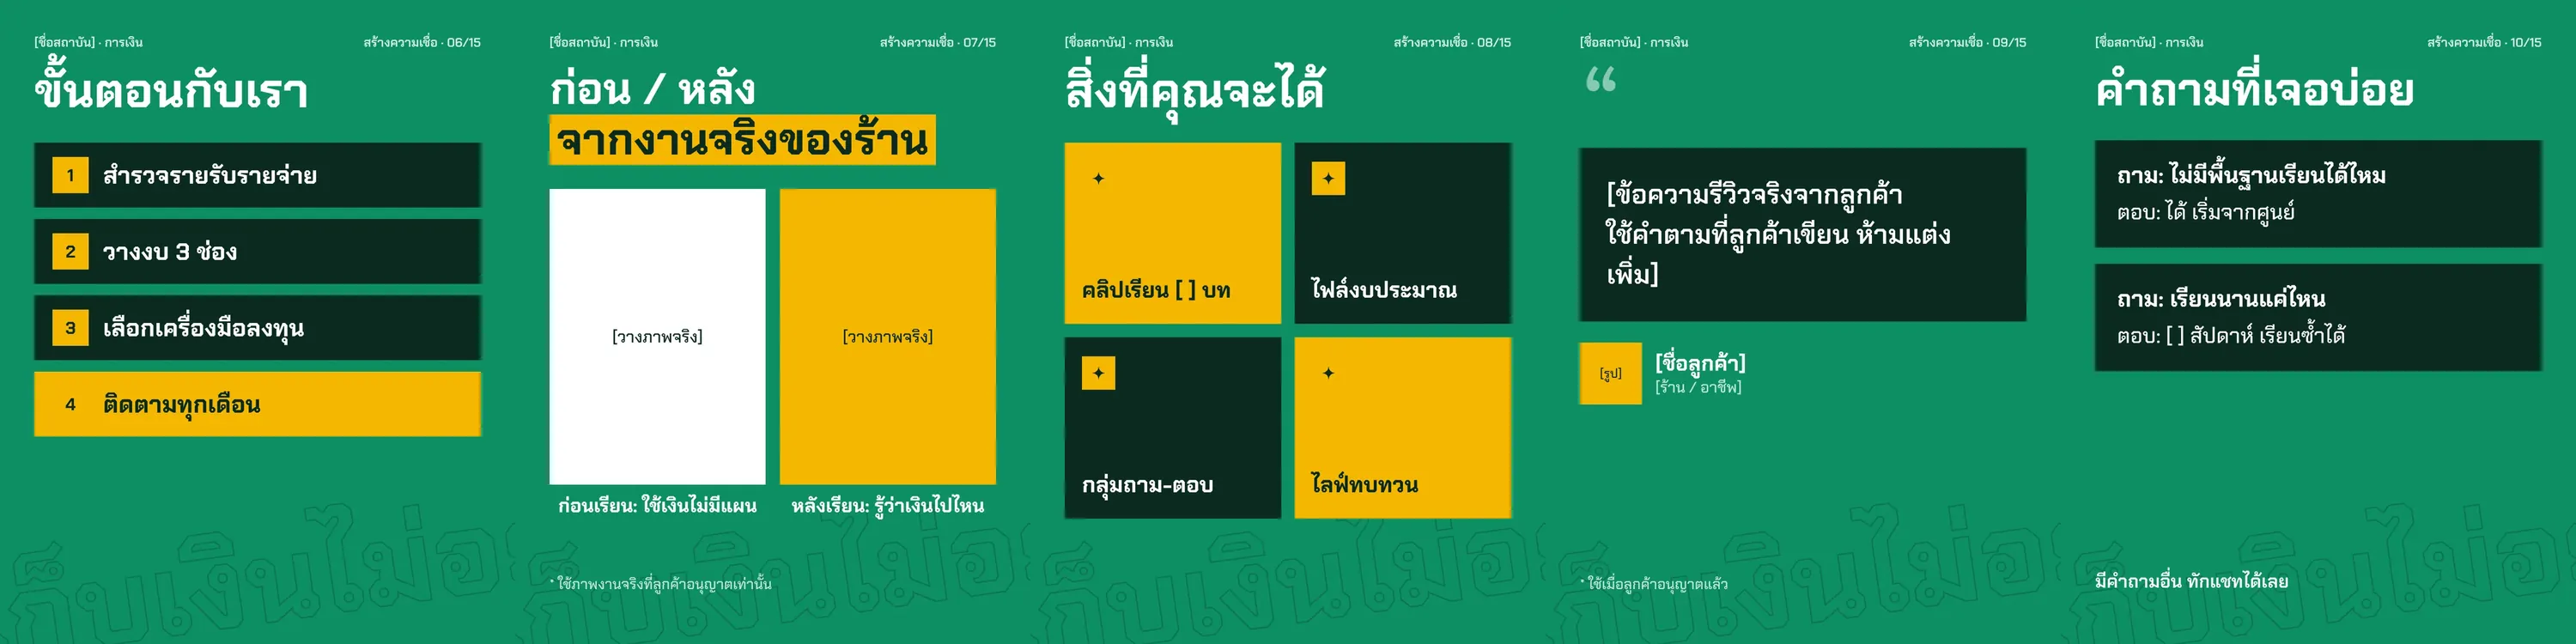 [ชื่อสถาบัน] · การเงิน
สร้างความเชื่อ · 06/15
ขั้นตอนกับเรา
1 สำรวจรายรับรายจ่าย
2 วางงบ 3 ช่อง
3 เลือกเครื่องมือลงทุน
4 ติดตามทุกเดือน
[ชื่อสถาบัน] · การเงิน
สร้างความเชื่อ · 07/15
ก่อน / หลัง
จากงานจริงของร้าน
[วางภาพจริง]
[วางภาพจริง]
ก่อนเรียน: ใช้เงินไม่มีแผน
หลังเรียน: รู้ว่าเงินไปไหน
* ใช้ภาพงานจริงที่ลูกค้าอนุญาตเท่านั้น
[ชื่อสถาบัน] · การเงิน
สร้างความเชื่อ · 08/15
สิ่งที่คุณจะได้
คลิปเรียน [ ] บท
ไฟล์งบประมาณ
กลุ่มถาม-ตอบ
ไลฟ์ทบทวน
[ชื่อสถาบัน] · การเงิน
สร้างความเชื่อ · 09/15
“
[ข้อความรีวิวจริงจากลูกค้า
ใช้คำตามที่ลูกค้าเขียน ห้ามแต่ง
เพิ่ม]
[รูป]
[ชื่อลูกค้า]
[ร้าน / อาชีพ]
* ใช้เมื่อลูกค้าอนุญาตแล้ว
[ชื่อสถาบัน] · การเงิน
สร้างความเชื่อ · 10/15
คำถามที่เจอบ่อย
ถาม: ไม่มีพื้นฐานเรียนได้ไหม
ตอบ: ได้ เริ่มจากศูนย์
ถาม: เรียนนานแค่ไหน
ตอบ: [ ] สัปดาห์ เรียนซ้ำได้
มีคำถามอื่น ทักแชทได้เลย